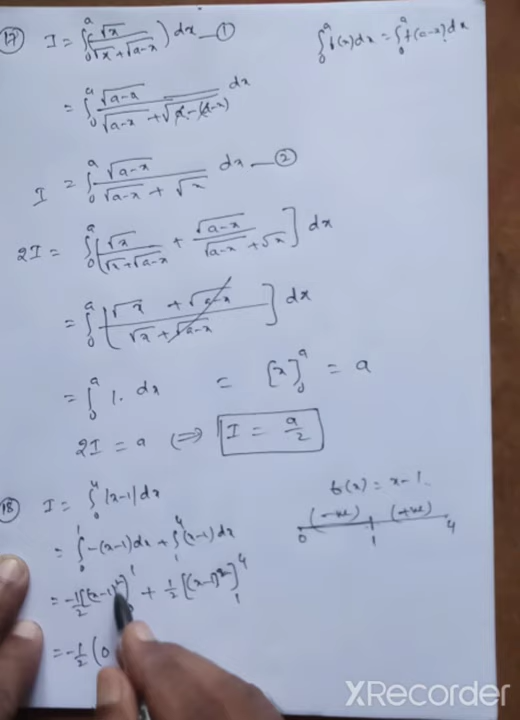 17 I = ∫₀ᵃ √x/(√x+√a-x) ) dx — ①
∫₀ᵃ f(x)dx = ∫₀ᵃ f(a-x)dx
= ∫₀ᵃ √a-x/(√a-x + √a-(a-x)) dx
I = ∫₀ᵃ √a-x/(√a-x + √x) dx — ②
2I = ∫₀ᵃ [√x/(√x+√a-x) + √a-x/(√a-x+√x)] dx
= ∫₀ᵃ [(√x + √a-x)/(√x+√a-x)] dx
= ∫₀ᵃ 1. dx = [x]₀ᵃ = a
2I = a ⇒ I = a/2
18 I = ∫₀⁴ |x-1|dx
f(x) = x-1.
(-ve) (+ve)
0 1 4
= ∫₀¹ -(x-1)dx + ∫₁⁴ (x-1)dx
= -1/2[(x-1)²]₀¹ + 1/2[(x-1)²]₁⁴
= -1/2 (0
XRecorder